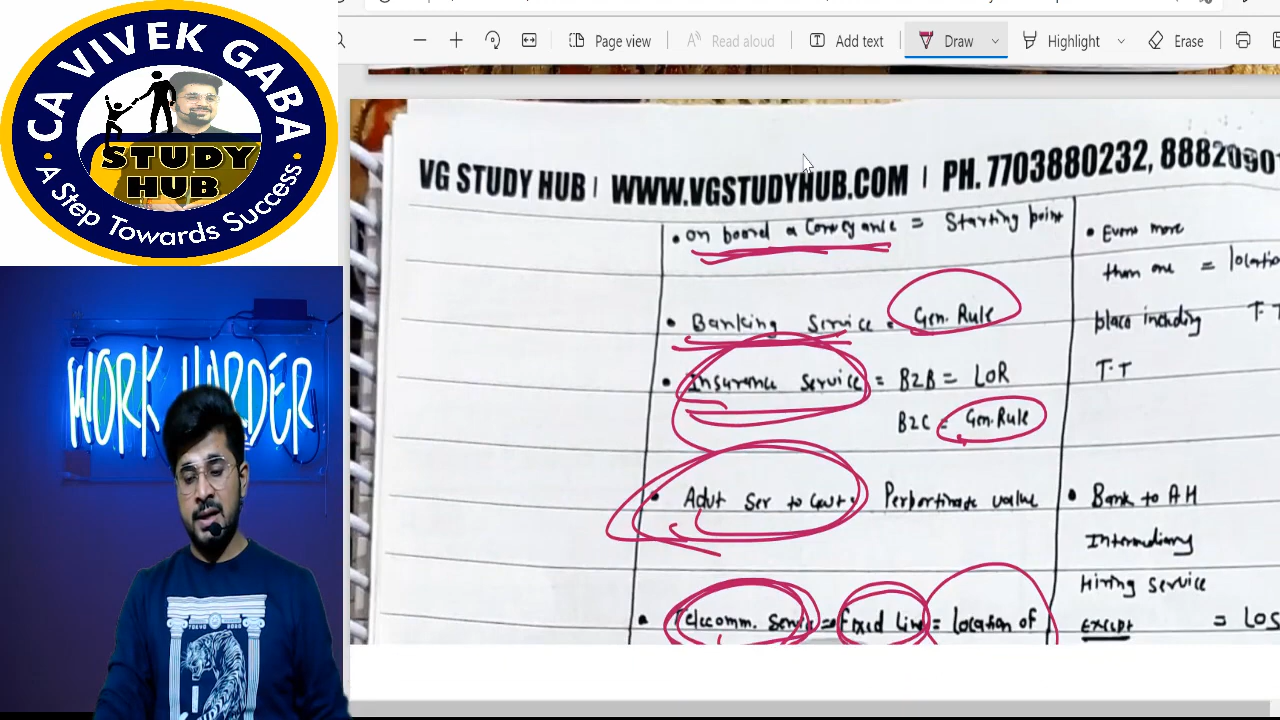 CA VIVEK GABA
STUDY
HUB
• A Step Towards Success •
WORK HARDER
Page view
Read aloud
Add text
Draw
Highlight
Erase
VG STUDY HUB | WWW.VGSTUDYHUB.COM | PH. 7703880232,
• on board a Conveyance = Starting point
• Banking Service = Gen. Rule
• Insurance Service = B2B = LOR
B2C = Gen. Rule
• Advt Ser to Govt. Perportinate value
• Telecomm. Service = Fixed Line = location of
• Even more
than one =
place including T.T
T.T
• Bank to AH
Intermediary
Hiring service
EXCEPT = LOS